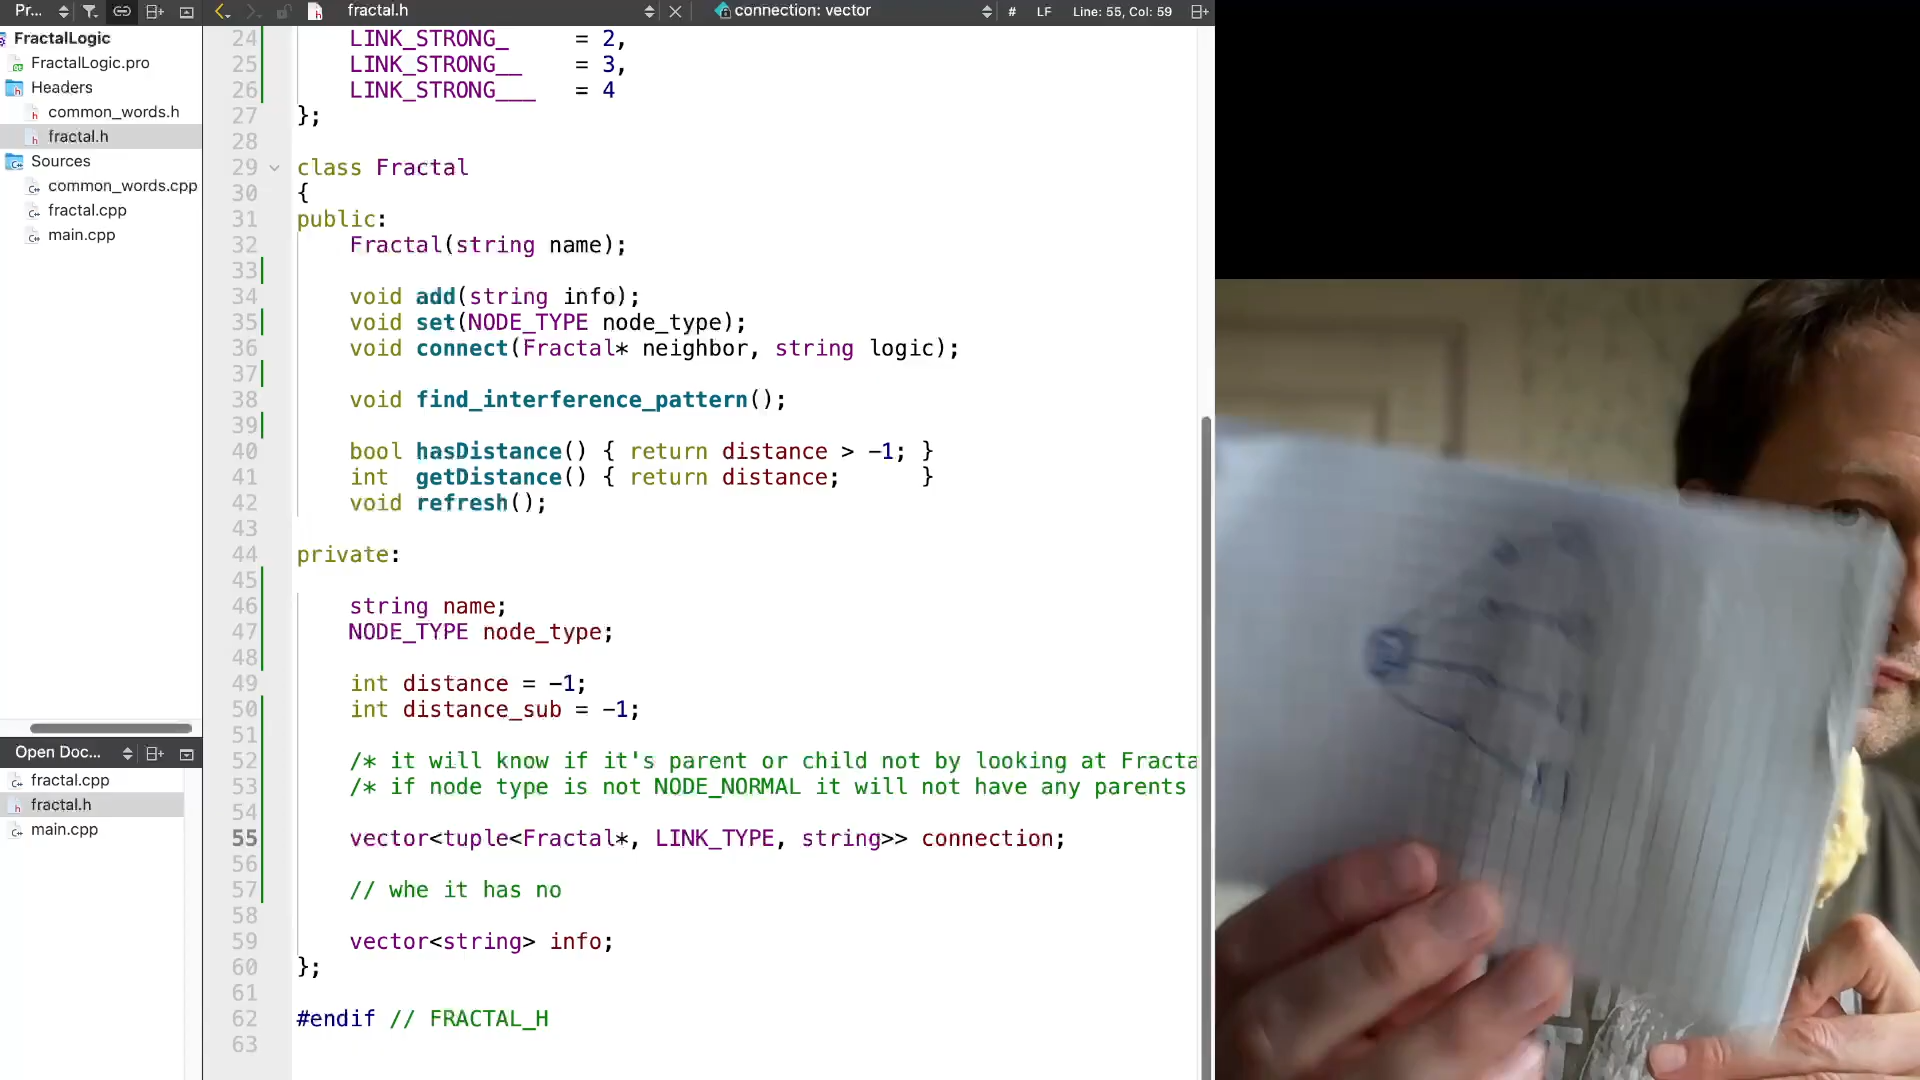 Pr...
fractal.h
connection: vector
# LF Line: 55, Col: 59
FractalLogic
FractalLogic.pro
Headers
common_words.h
fractal.h
Sources
common_words.cpp
fractal.cpp
main.cpp
Open Doc...
fractal.cpp
fractal.h
main.cpp
24 LINK_STRONG_ = 2,
25 LINK_STRONG__ = 3,
26 LINK_STRONG___ = 4
27 };
28
29 class Fractal
30 {
31 public:
32 Fractal(string name);
33
34 void add(string info);
35 void set(NODE_TYPE node_type);
36 void connect(Fractal* neighbor, string logic);
37
38 void find_interference_pattern();
39
40 bool hasDistance() { return distance > -1; }
41 int getDistance() { return distance; }
42 void refresh();
43
44 private:
45
46 string name;
47 NODE_TYPE node_type;
48
49 int distance = -1;
50 int distance_sub = -1;
51
52 /* it will know if it's parent or child not by looking at Fracta
53 /* if node type is not NODE_NORMAL it will not have any parents
54
55 vector<tuple<Fractal*, LINK_TYPE, string>> connection;
56
57 // whe it has no
58
59 vector<string> info;
60 };
61
62 #endif // FRACTAL_H
63